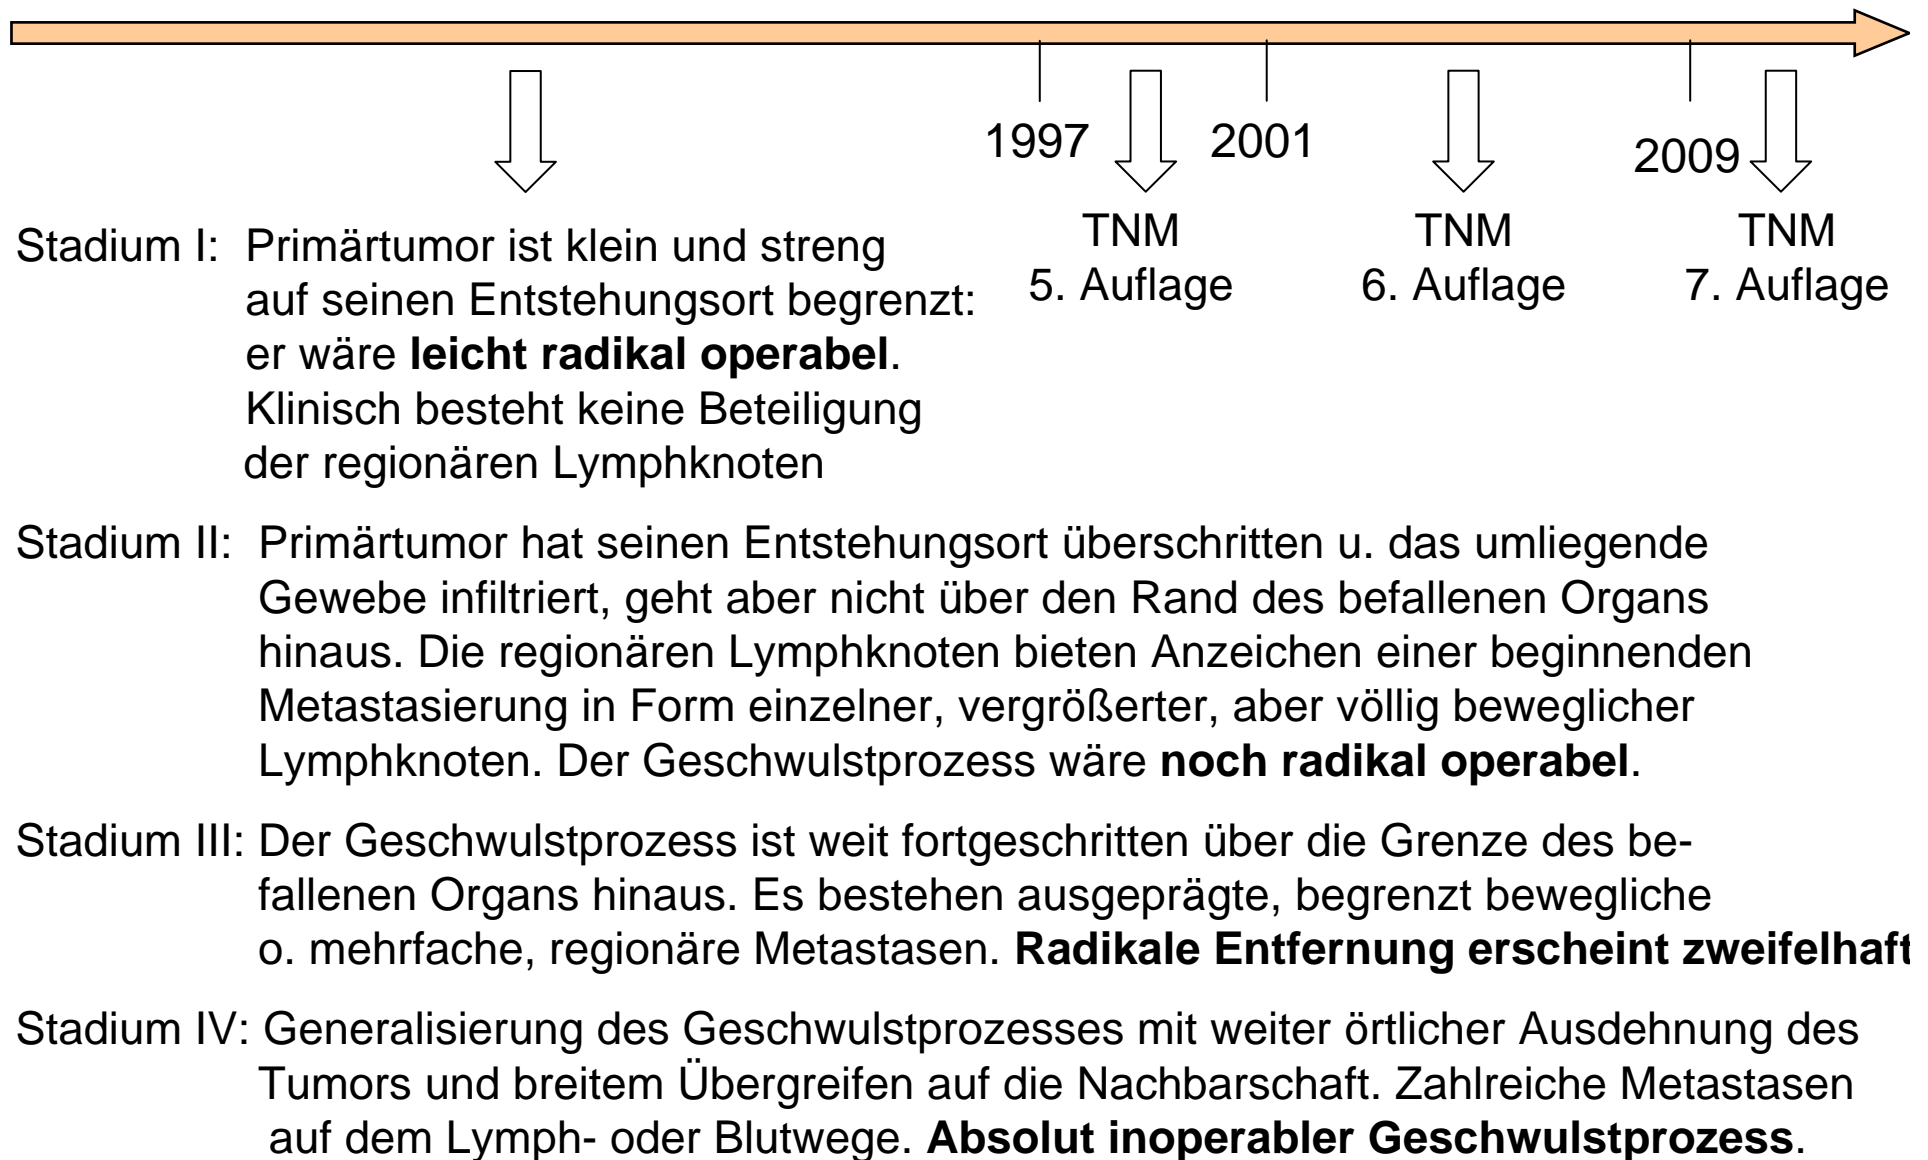 1997
2001
2009
TNM
5. Auflage
TNM
6. Auflage
TNM
7. Auflage
Stadium I: Primärtumor ist klein und streng
auf seinen Entstehungsort begrenzt:
er wäre leicht radikal operabel.
Klinisch besteht keine Beteiligung
der regionären Lymphknoten
Stadium II: Primärtumor hat seinen Entstehungsort überschritten u. das umliegende
Gewebe infiltriert, geht aber nicht über den Rand des befallenen Organs
hinaus. Die regionären Lymphknoten bieten Anzeichen einer beginnenden
Metastasierung in Form einzelner, vergrößerter, aber völlig beweglicher
Lymphknoten. Der Geschwulstprozess wäre noch radikal operabel.
Stadium III: Der Geschwulstprozess ist weit fortgeschritten über die Grenze des be-
fallenen Organs hinaus. Es bestehen ausgeprägte, begrenzt bewegliche
o. mehrfache, regionäre Metastasen. Radikale Entfernung erscheint zweifelhaft
Stadium IV: Generalisierung des Geschwulstprozesses mit weiter örtlicher Ausdehnung des
Tumors und breitem Übergreifen auf die Nachbarschaft. Zahlreiche Metastasen
auf dem Lymph- oder Blutwege. Absolut inoperabler Geschwulstprozess.